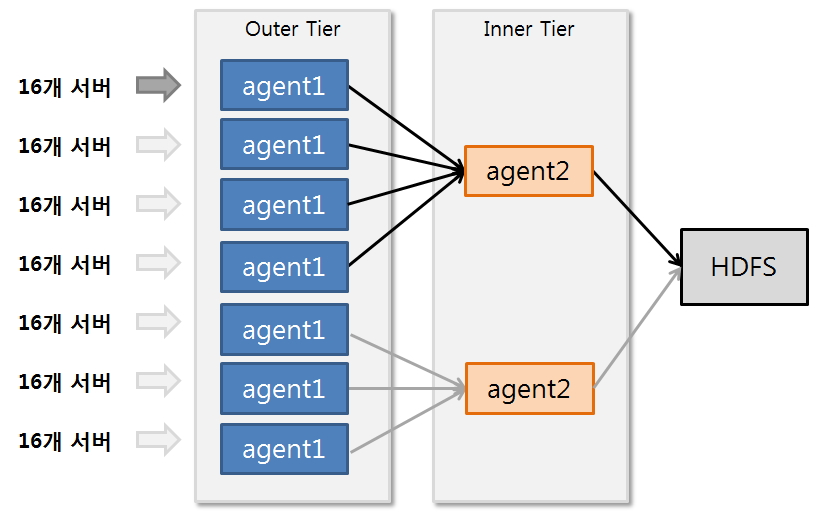 Outer Tier
Inner Tier
16개 서버
agent1
16개 서버
agent1
agent2
16개 서버
agent1
16개 서버
agent1
HDFS
16개 서버
agent1
16개 서버
agent1
agent2
16개 서버
agent1